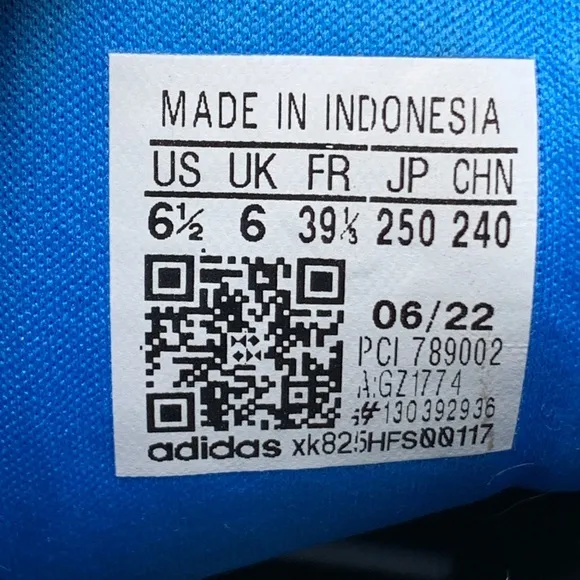 MADE IN INDONESIA
US UK FR JP CHN
6½ 6 39⅓ 250 240
06/22
PCI 789002
A:GZ1774
#130392936
adidas xk825HFS00117